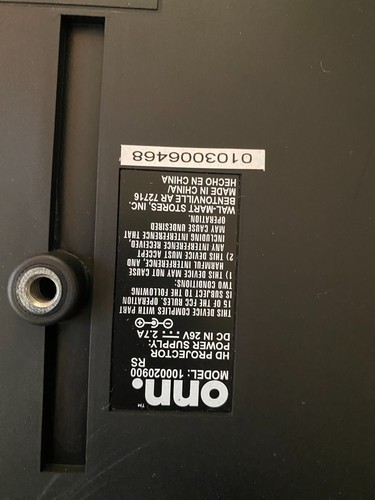 onn.™
MODEL: 100020900
RS
HD PROJECTOR
POWER SUPPLY:
DC IN 26V 2.7A
THIS DEVICE COMPLIES WITH PART
15 OF THE FCC RULES. OPERATION
IS SUBJECT TO THE FOLLOWING
TWO CONDITIONS:
(1) THIS DEVICE MAY NOT CAUSE
HARMFUL INTERFERENCE, AND
(2) THIS DEVICE MUST ACCEPT
ANY INTERFERENCE RECEIVED
INCLUDING INTERFERENCE THAT
MAY CAUSE UNDESIRED
OPERATION.
WAL-MART STORES, INC.
BENTONVILLE AR 72716
MADE IN CHINA/
HECHO EN CHINA
0103006468